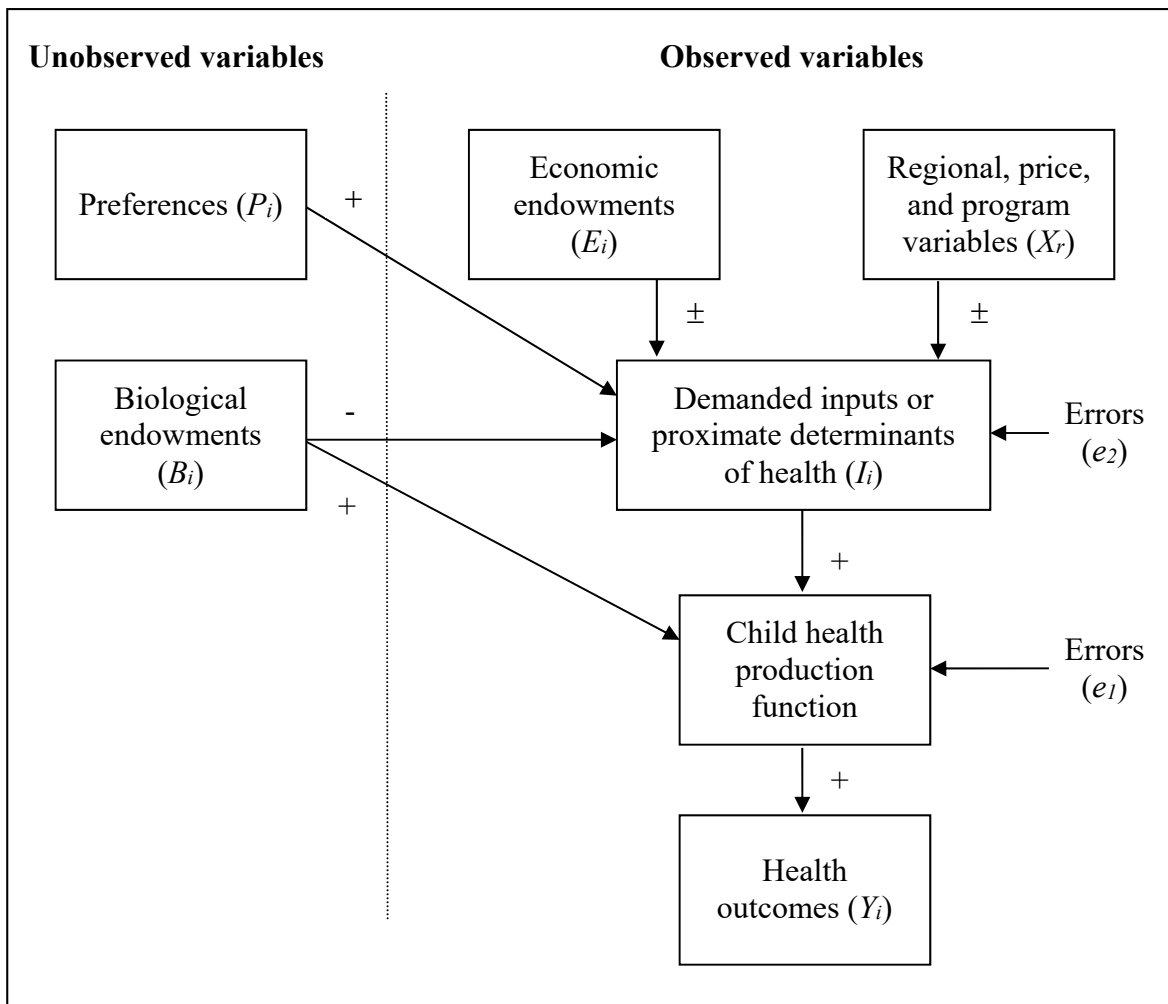 Unobserved variables
Observed variables
Preferences (Pi)
+
Economic
endowments
(Ei)
Regional, price,
and program
variables (Xr)
±
±
Biological
endowments
(Bi)
-
+
Demanded inputs or
proximate determinants
of health (Ii)
Errors
(e2)
+
Child health
production
function
Errors
(e1)
+
Health
outcomes (Yi)